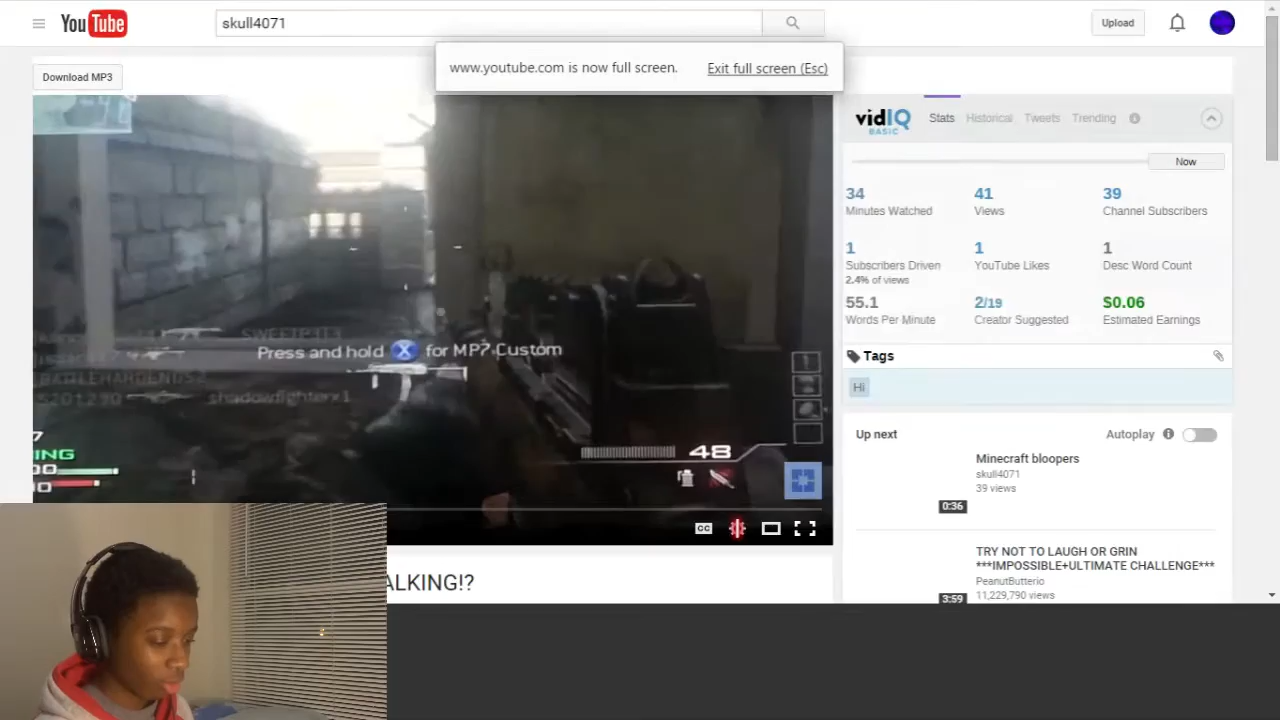 YouTube
skull4071
Upload
www.youtube.com is now full screen. Exit full screen (Esc)
Download MP3
vidIQ
BASIC
Stats Historical Tweets Trending
Now
34 41 39
Minutes Watched Views Channel Subscribers
1 1 1
Subscribers Driven YouTube Likes Desc Word Count
2.4% of views
55.1 2/19 $0.06
Words Per Minute Creator Suggested Estimated Earnings
Tags
Hi
SWEETP313
Press and hold X for MP7 Custom
shadowfighterx1
48
CC
Up next Autoplay
Minecraft bloopers
skull4071
39 views
0:36
TRY NOT TO LAUGH OR GRIN
***IMPOSSIBLE+ULTIMATE CHALLENGE***
PeanutButterio
11,229,790 views
3:59
ALKING!?